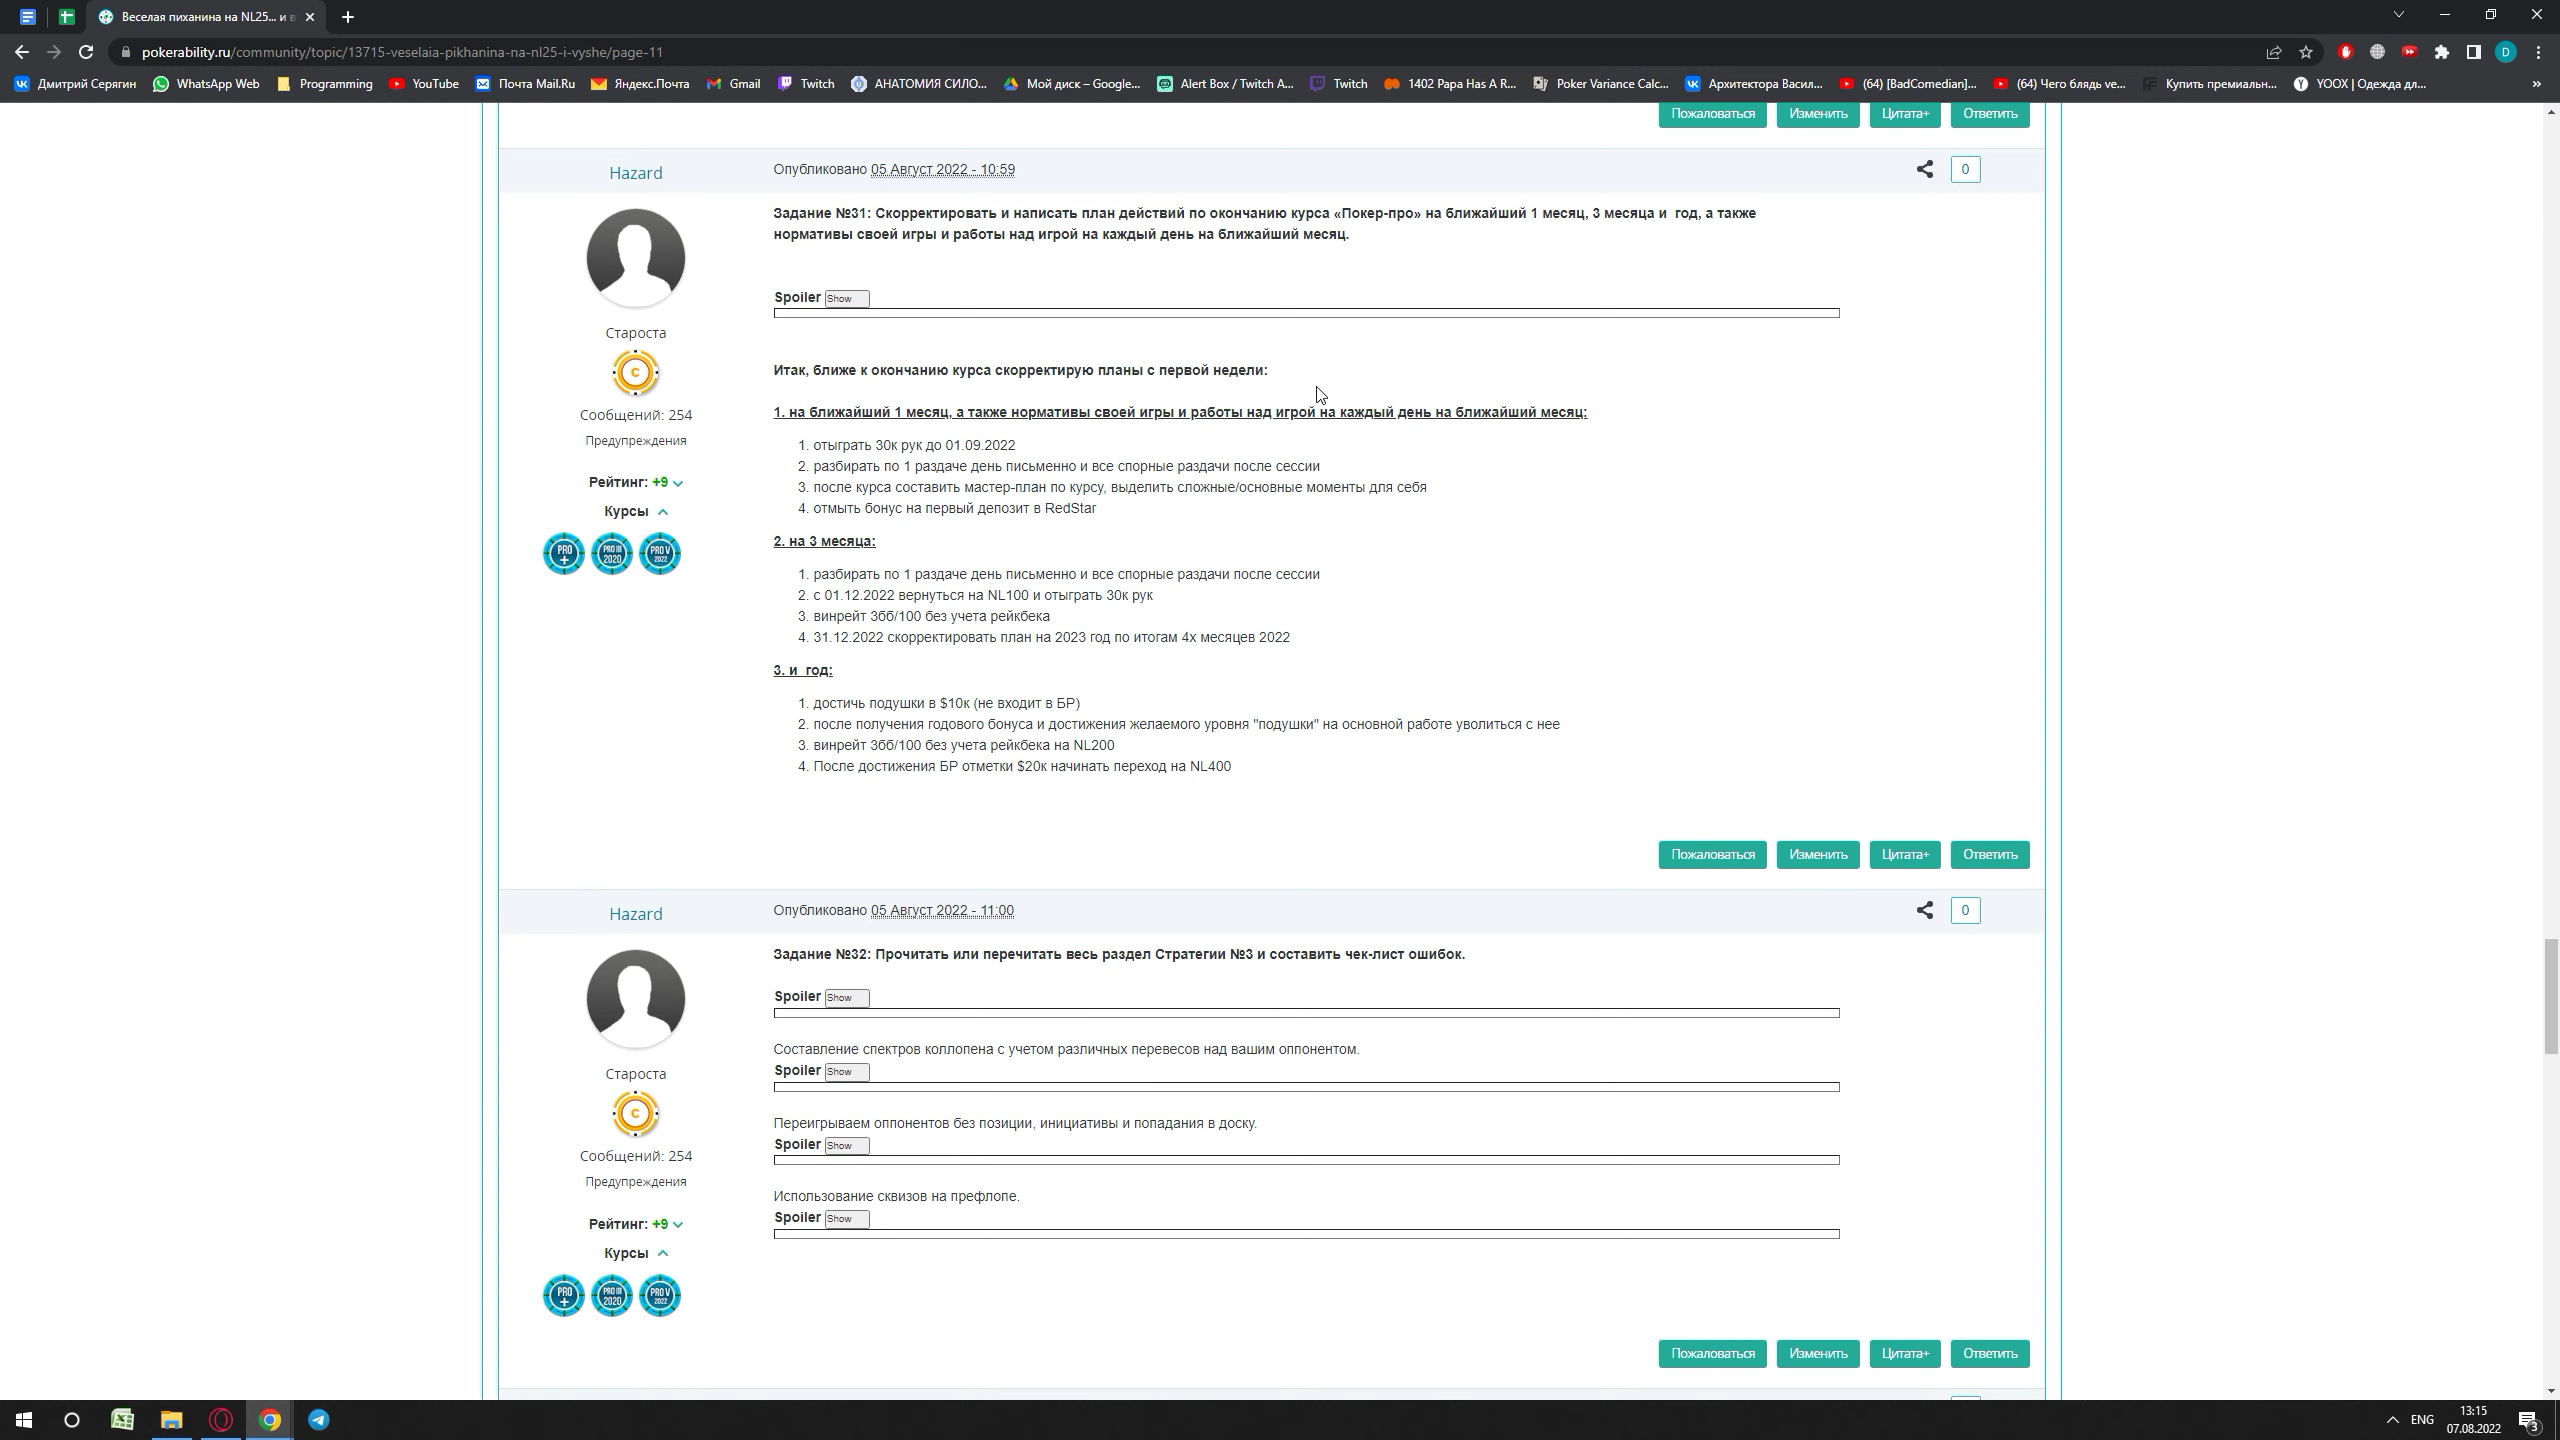 Веселая пиханина на NL25... и в
pokerability.ru/community/topic/13715-veselaia-pikhanina-na-nl25-i-vyshe/page-11
D
Дмитрий Серягин
WhatsApp Web
Programming
YouTube
Почта Mail.Ru
Яндекс.Почта
Gmail
Twitch
АНАТОМИЯ СИЛО...
Мой диск – Google...
Alert Box / Twitch A...
Twitch
1402 Papa Has A R...
Poker Variance Calc...
Архитектора Васил...
(64) [BadComedian]...
(64) Чего блядь ve...
Купить премиальн...
YOOX | Одежда дл...
»
Пожаловаться Изменить Цитата+ Ответить
Hazard
Опубликовано 05 Август 2022 - 10:59
0
Задание №31: Скорректировать и написать план действий по окончанию курса «Покер-про» на ближайший 1 месяц, 3 месяца и  год, а также
нормативы своей игры и работы над игрой на каждый день на ближайший месяц.
Spoiler Show
Староста
C
Сообщений: 254
Предупреждения
Рейтинг: +9
Курсы
PRO +
PRO III 2020
PRO V 2022
Итак, ближе к окончанию курса скорректирую планы с первой недели:
1. на ближайший 1 месяц, а также нормативы своей игры и работы над игрой на каждый день на ближайший месяц:
1. отыграть 30к рук до 01.09.2022
2. разбирать по 1 раздаче день письменно и все спорные раздачи после сессии
3. после курса составить мастер-план по курсу, выделить сложные/основные моменты для себя
4. отмыть бонус на первый депозит в RedStar
2. на 3 месяца:
1. разбирать по 1 раздаче день письменно и все спорные раздачи после сессии
2. с 01.12.2022 вернуться на NL100 и отыграть 30к рук
3. винрейт 3бб/100 без учета рейкбека
4. 31.12.2022 скорректировать план на 2023 год по итогам 4х месяцев 2022
3. и  год:
1. достичь подушки в $10к (не входит в БР)
2. после получения годового бонуса и достижения желаемого уровня "подушки" на основной работе уволиться с нее
3. винрейт 3бб/100 без учета рейкбека на NL200
4. После достижения БР отметки $20к начинать переход на NL400
Пожаловаться Изменить Цитата+ Ответить
Hazard
Опубликовано 05 Август 2022 - 11:00
0
Задание №32: Прочитать или перечитать весь раздел Стратегии №3 и составить чек-лист ошибок.
Spoiler Show
Составление спектров коллопена с учетом различных перевесов над вашим оппонентом.
Spoiler Show
Переигрываем оппонентов без позиции, инициативы и попадания в доску.
Spoiler Show
Использование сквизов на префлопе.
Spoiler Show
Староста
C
Сообщений: 254
Предупреждения
Рейтинг: +9
Курсы
PRO +
PRO III 2020
PRO V 2022
Пожаловаться Изменить Цитата+ Ответить
ENG
13:15
07.08.2022
3